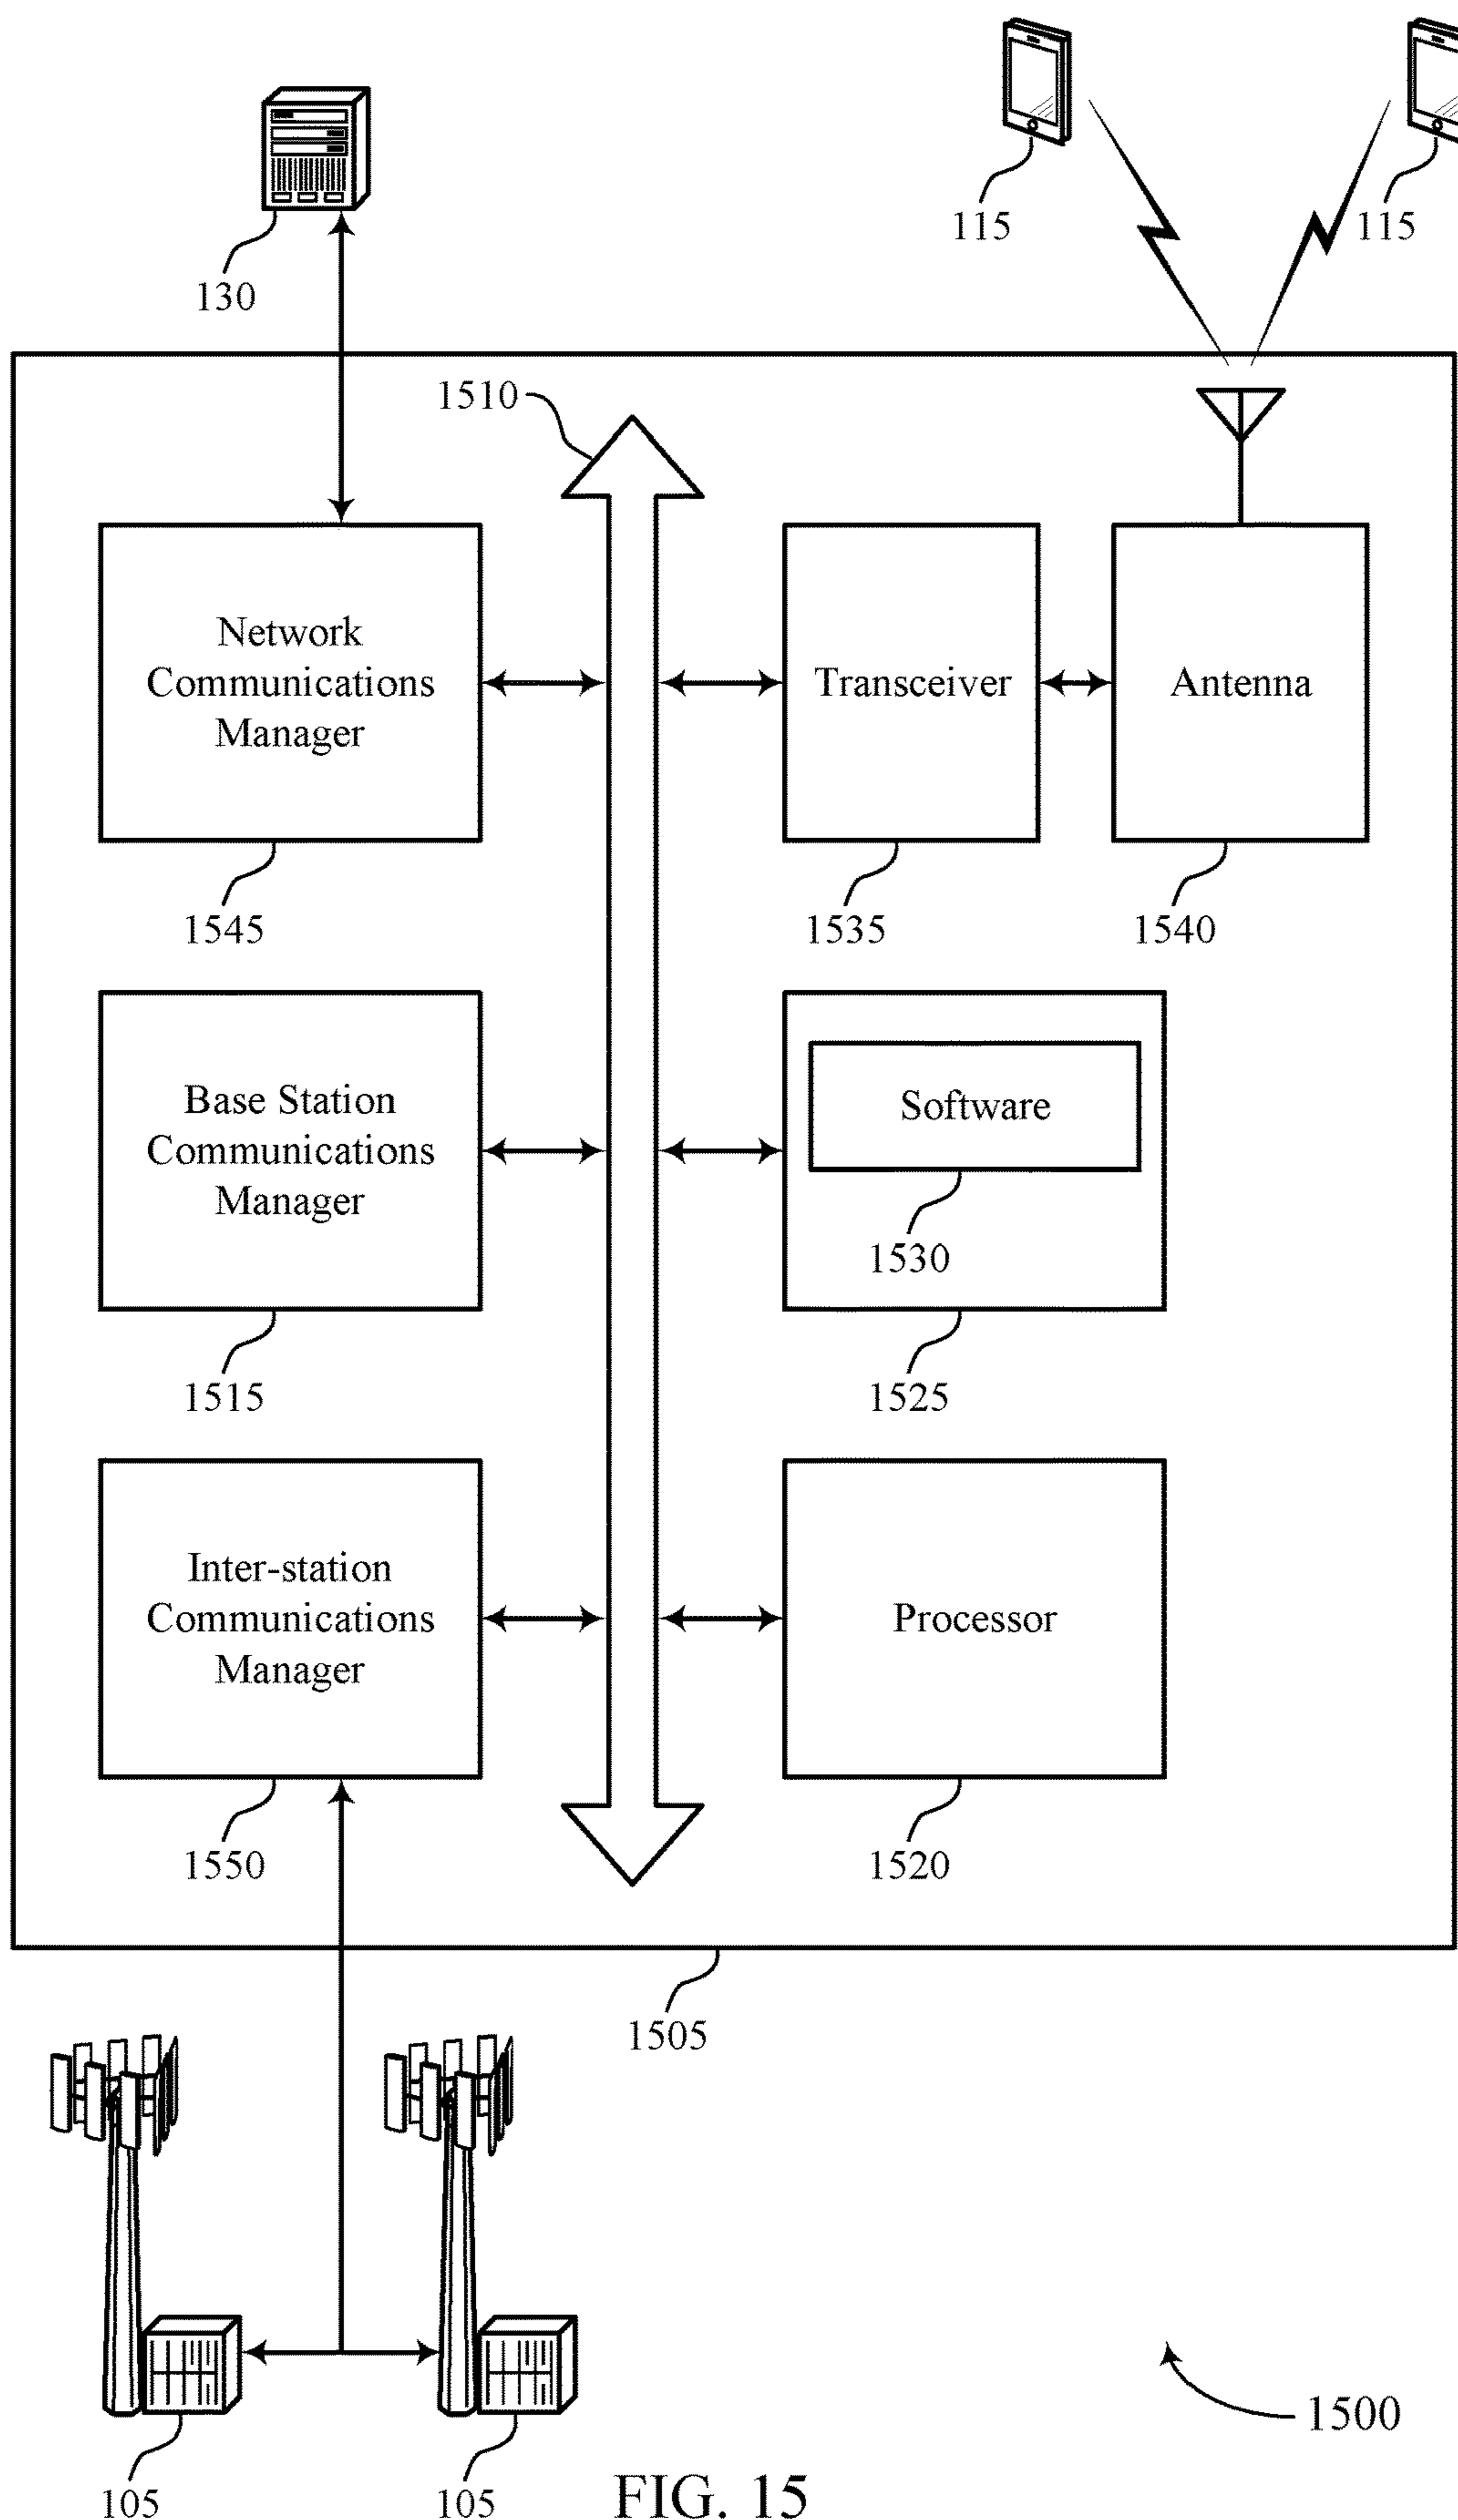 115
115
130
1510
Network
Communications
Manager
Transceiver
Antenna
1545
1535
1540
Base Station
Communications
Manager
Software
1530
1515
1525
Inter-station
Communications
Manager
Processor
1550
1520
1505
1500
105
105
FIG. 15